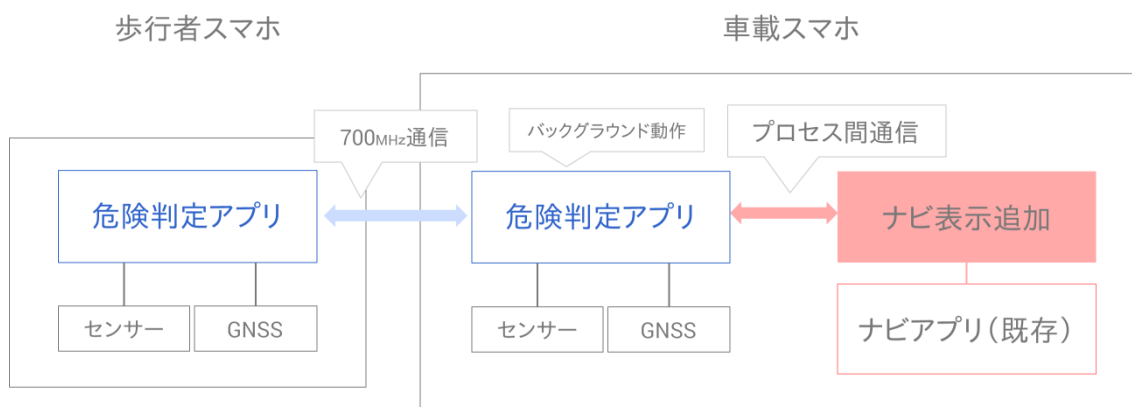 歩行者スマホ
車載スマホ
700MHz通信
バックグラウンド動作
プロセス間通信
危険判定アプリ
危険判定アプリ
ナビ表示追加
センサー
GNSS
センサー
GNSS
ナビアプリ（既存）